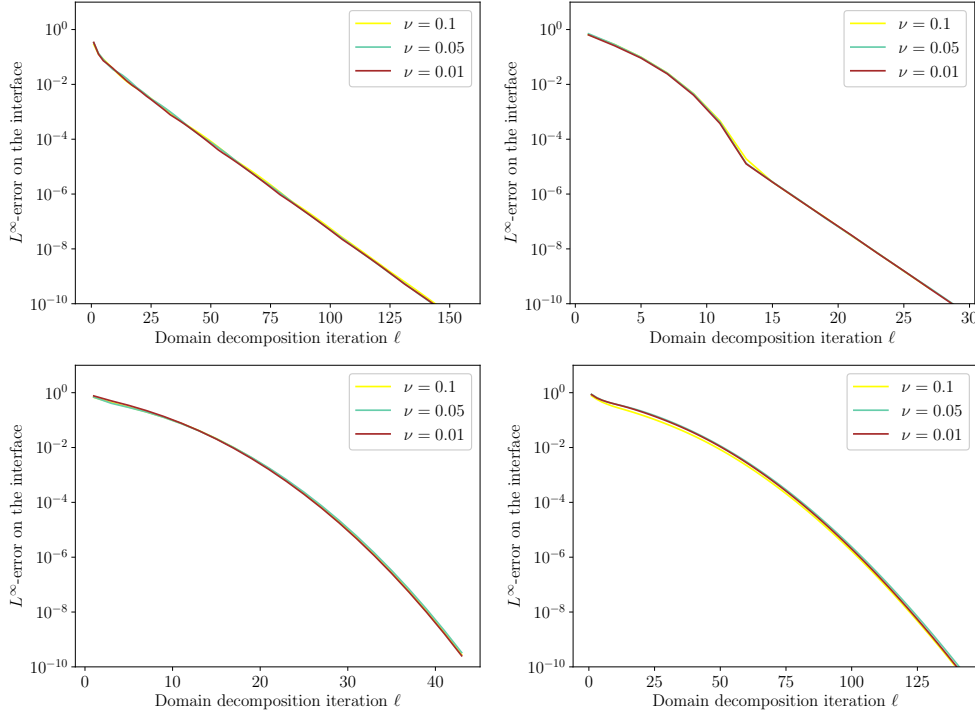 L^∞-error on the interface
10^0
10^−2
10^−4
10^−6
10^−8
10^−10
ν = 0.1
ν = 0.05
ν = 0.01
0 25 50 75 100 125 150
Domain decomposition iteration ℓ
L^∞-error on the interface
10^0
10^−2
10^−4
10^−6
10^−8
10^−10
ν = 0.1
ν = 0.05
ν = 0.01
0 5 10 15 20 25 30
Domain decomposition iteration ℓ
L^∞-error on the interface
10^0
10^−2
10^−4
10^−6
10^−8
10^−10
ν = 0.1
ν = 0.05
ν = 0.01
0 10 20 30 40
Domain decomposition iteration ℓ
L^∞-error on the interface
10^0
10^−2
10^−4
10^−6
10^−8
10^−10
ν = 0.1
ν = 0.05
ν = 0.01
0 25 50 75 100 125
Domain decomposition iteration ℓ